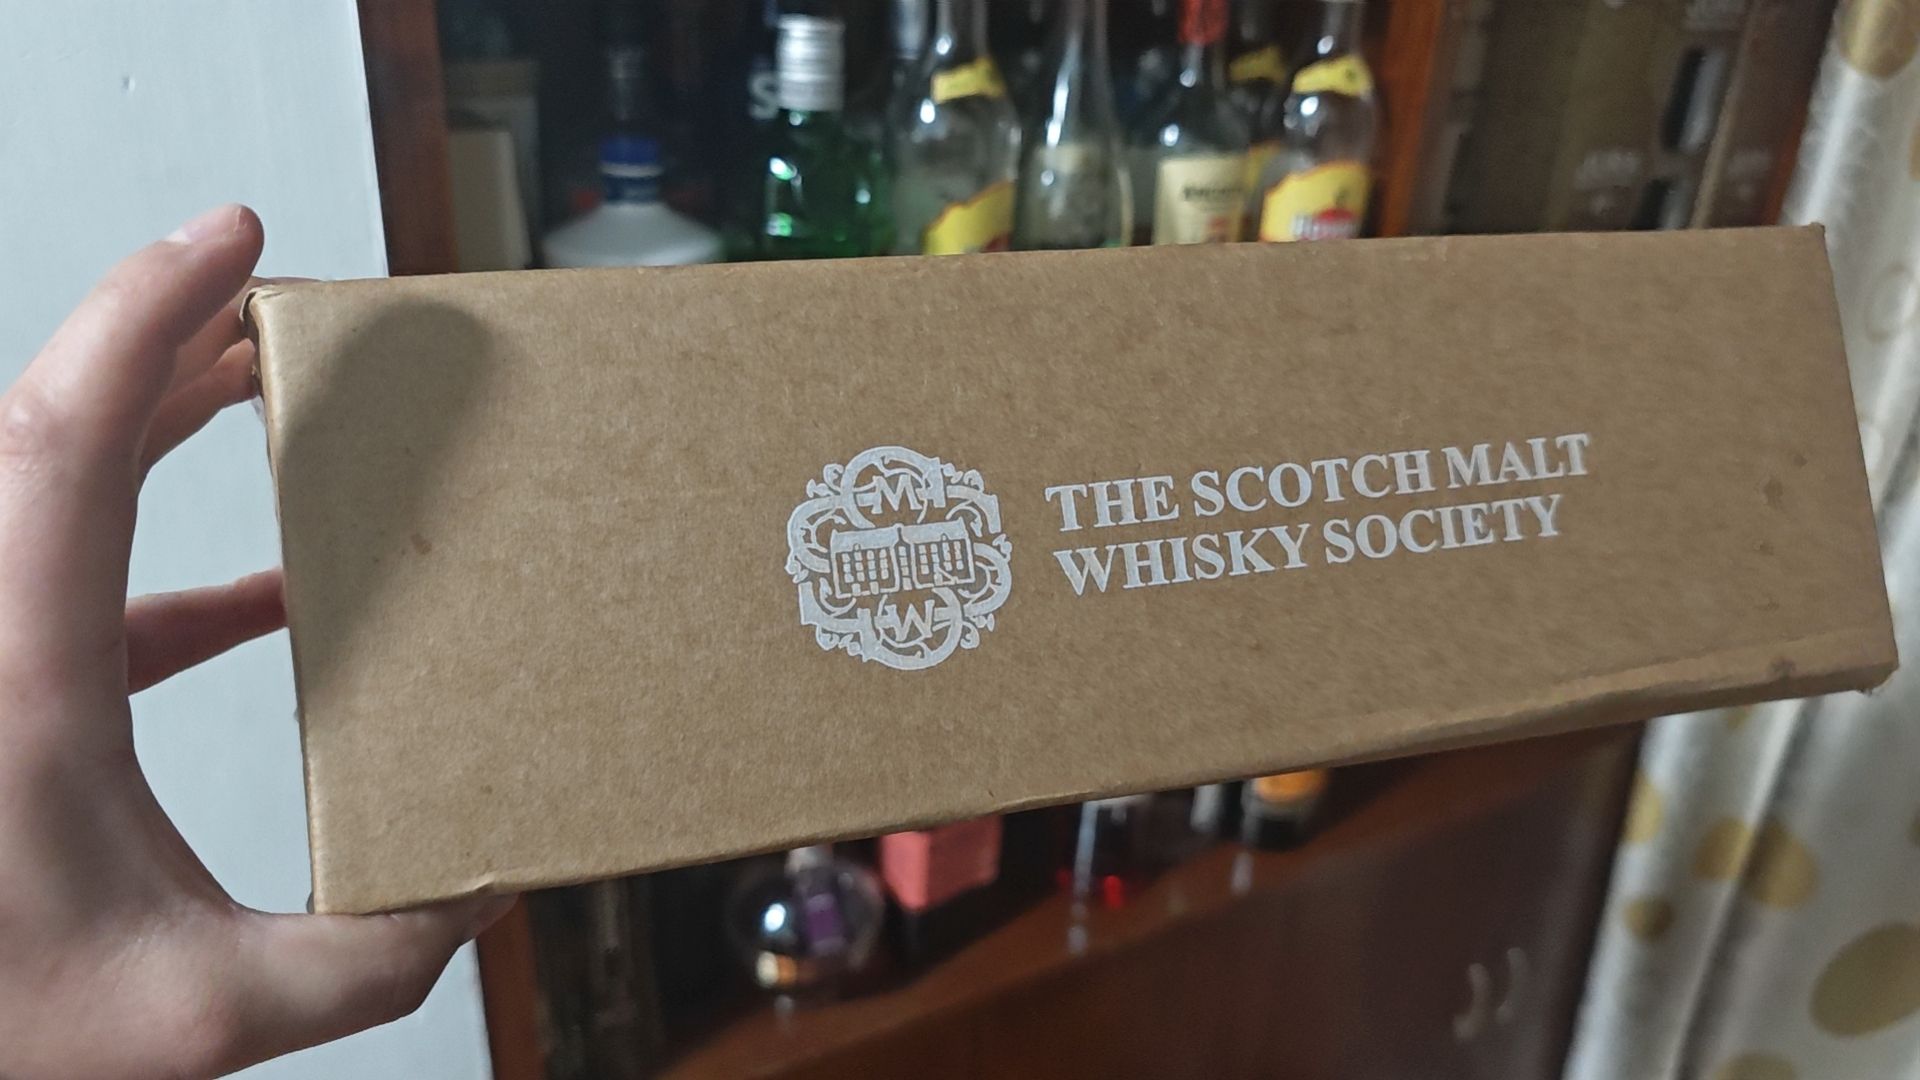 M
W
THE SCOTCH MALT
WHISKY SOCIETY